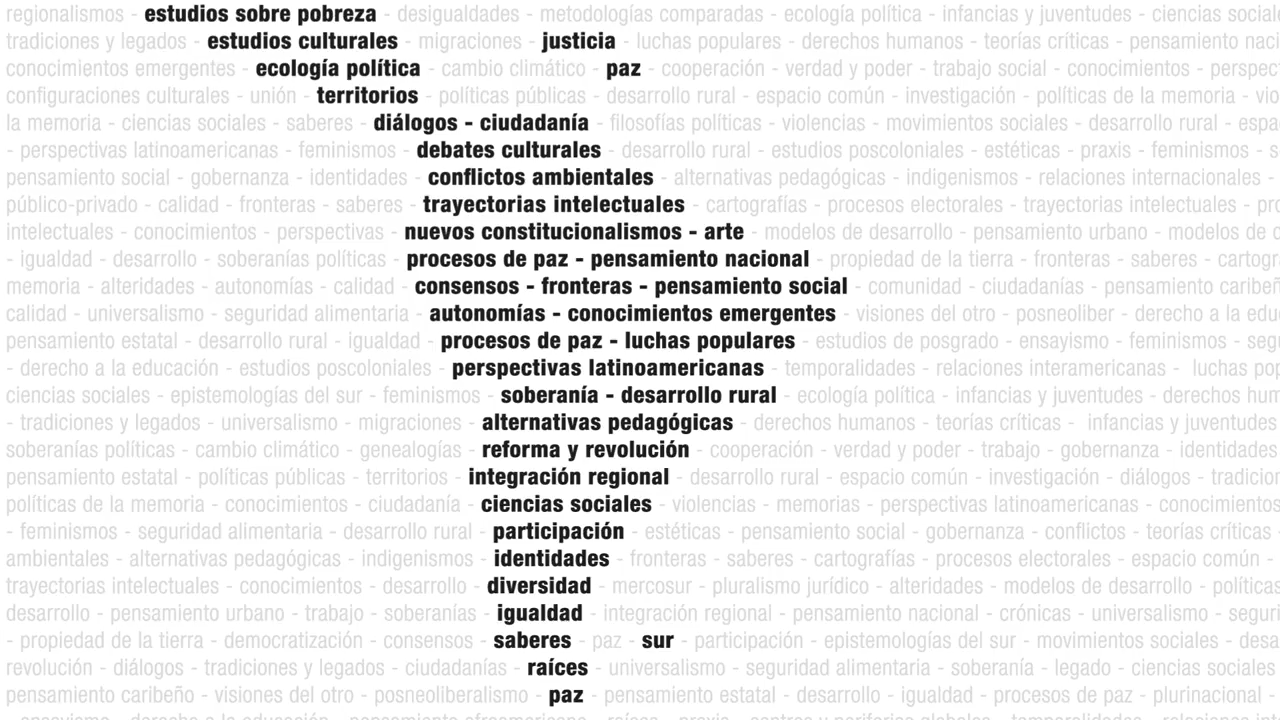 regionalismos - estudios sobre pobreza - desigualdades - metodologías comparadas - ecología política - infancias y juventudes - ciencias sociale
tradiciones y legados - estudios culturales - migraciones - justicia - luchas populares - derechos humanos - teorías críticas - pensamiento naci
conocimientos emergentes - ecología política - cambio climático - paz - cooperación - verdad y poder - trabajo social - conocimientos - perspect
configuraciones culturales - unión - territorios - políticas públicas - desarrollo rural - espacio común - investigación - políticas de la memoria - vio
la memoria - ciencias sociales - saberes - diálogos - ciudadanía - filosofías políticas - violencias - movimientos sociales - desarrollo rural - espa
- perspectivas latinoamericanas - feminismos - debates culturales - desarrollo rural - estudios poscoloniales - estéticas - praxis - feminismos - s
pensamiento social - gobernanza - identidades - conflictos ambientales - alternativas pedagógicas - indigenismos - relaciones internacionales -
público-privado - calidad - fronteras - saberes - trayectorias intelectuales - cartografías - procesos electorales - trayectorias intelectuales - pro
intelectuales - conocimientos - perspectivas - nuevos constitucionalismos - arte - modelos de desarrollo - pensamiento urbano - modelos de d
- igualdad - desarrollo - soberanías políticas - procesos de paz - pensamiento nacional - propiedad de la tierra - fronteras - saberes - cartogr
memoria - alteridades - autonomías - calidad - consensos - fronteras - pensamiento social - comunidad - ciudadanías - pensamiento caribeñ
calidad - universalismo - seguridad alimentaria - autonomías - conocimientos emergentes - visiones del otro - posneoliber - derecho a la edu
pensamiento estatal - desarrollo rural - igualdad - procesos de paz - luchas populares - estudios de posgrado - ensayismo - feminismos - segu
- derecho a la educación - estudios poscoloniales - perspectivas latinoamericanas - temporalidades - relaciones interamericanas - luchas pop
ciencias sociales - epistemologías del sur - feminismos - soberanía - desarrollo rural - ecología política - infancias y juventudes - derechos hum
- tradiciones y legados - universalismo - migraciones - alternativas pedagógicas - derechos humanos - teorías críticas - infancias y juventudes
soberanías políticas - cambio climático - genealogías - reforma y revolución - cooperación - verdad y poder - trabajo - gobernanza - identidades
pensamiento estatal - políticas públicas - territorios - integración regional - desarrollo rural - espacio común - investigación - diálogos - tradicion
políticas de la memoria - conocimientos - ciudadanía - ciencias sociales - violencias - memorias - perspectivas latinoamericanas - conocimientos
- feminismos - seguridad alimentaria - desarrollo rural - participación - estéticas - pensamiento social - gobernanza - conflictos - teorías críticas
ambientales - alternativas pedagógicas - indigenismos - identidades - fronteras - saberes - cartografías - procesos electorales - espacio común -
trayectorias intelectuales - conocimientos - desarrollo - diversidad - mercosur - pluralismo jurídico - alternativas - modelos de desarrollo - políticas
desarrollo - pensamiento urbano - trabajo - soberanías - igualdad - integración regional - pensamiento nacional - crónicas - universalismo - segur
- propiedad de la tierra - democratización - consensos - saberes - paz - sur - participación - epistemologías del sur - movimientos sociales - des
revolución - diálogos - tradiciones y legados - ciudadanías - raíces - universalismo - seguridad alimentaria - soberanía - legado - ciencias sociales
pensamiento caribeño - visiones del otro - posneoliberalismo - paz - pensamiento estatal - desarrollo - igualdad - procesos de paz - plurinacional -